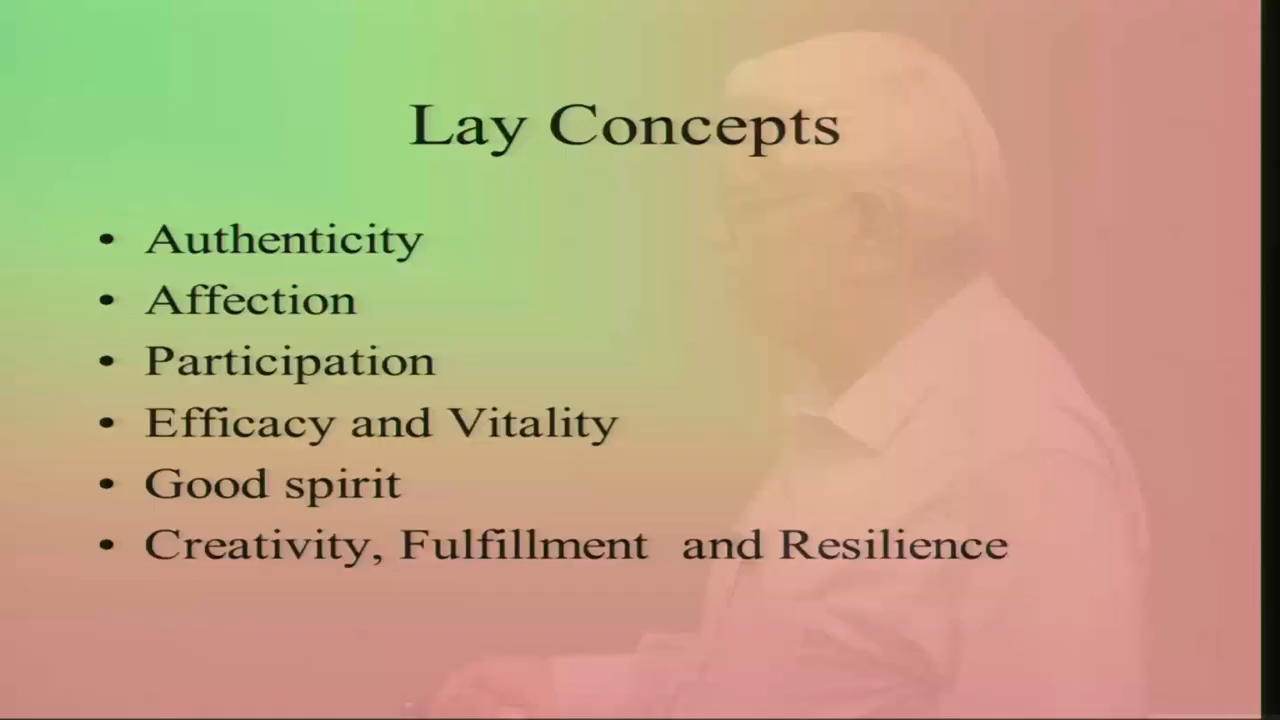 Lay Concepts
• Authenticity
• Affection
• Participation
• Efficacy and Vitality
• Good spirit
• Creativity, Fulfillment and Resilience